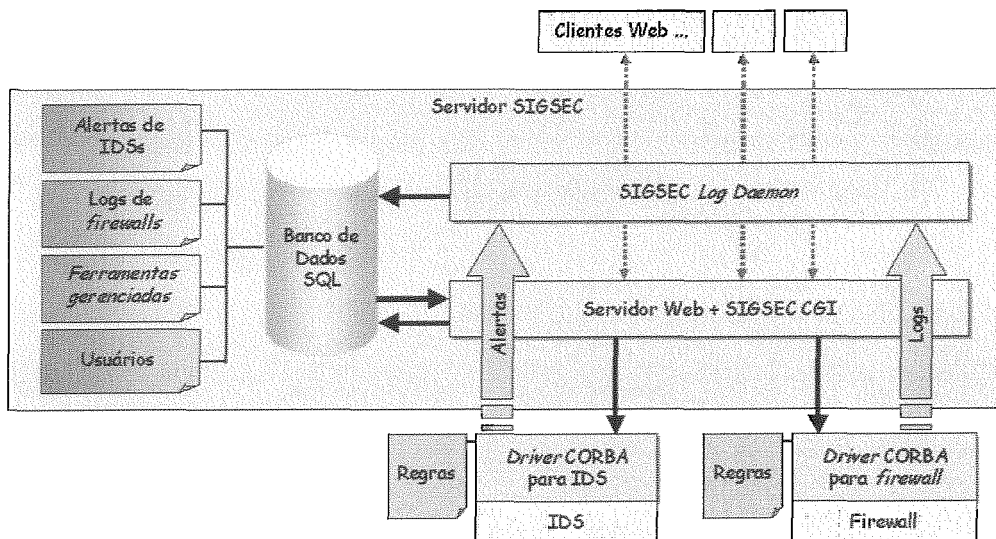 Clientes Web ...
Servidor SIGSEC
Alertas de
IDSs
Logs de
firewalls
Ferramentas
gerenciadas
Usuários
Banco de
Dados
SQL
SIGSEC Log Daemon
Servidor Web + SIGSEC CGI
Alertas
Logs
Regras
Driver CORBA
para IDS
IDS
Regras
Driver CORBA
para firewall
Firewall